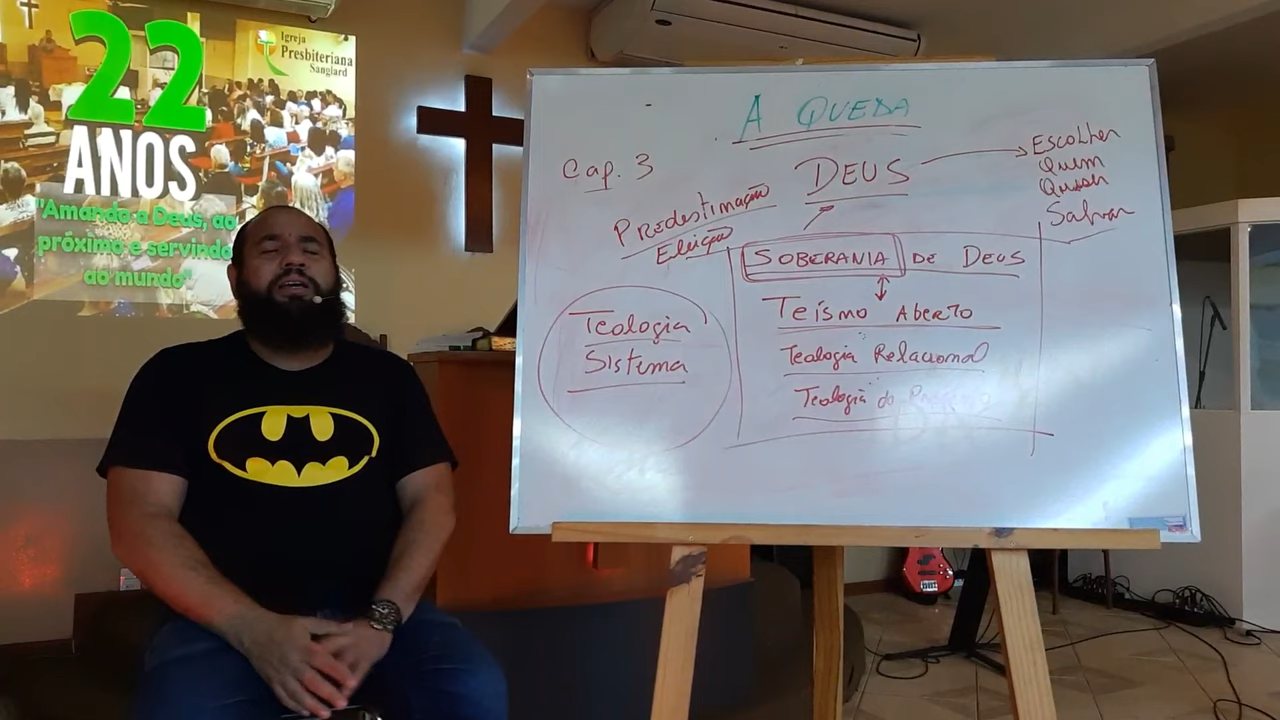 22
ANOS
Igreja
Presbiteriana
Sanglard
"Amando a Deus, ao
próximo e servindo
ao mundo"
A QUEDA
Cap. 3
DEUS
Escolher
Quem
Quiser
Salvar
Predestinação
Eleição
SOBERANIA DE DEUS
Teologia
Sistema
Teísmo Aberto
Teologia Relacional
Teologia do